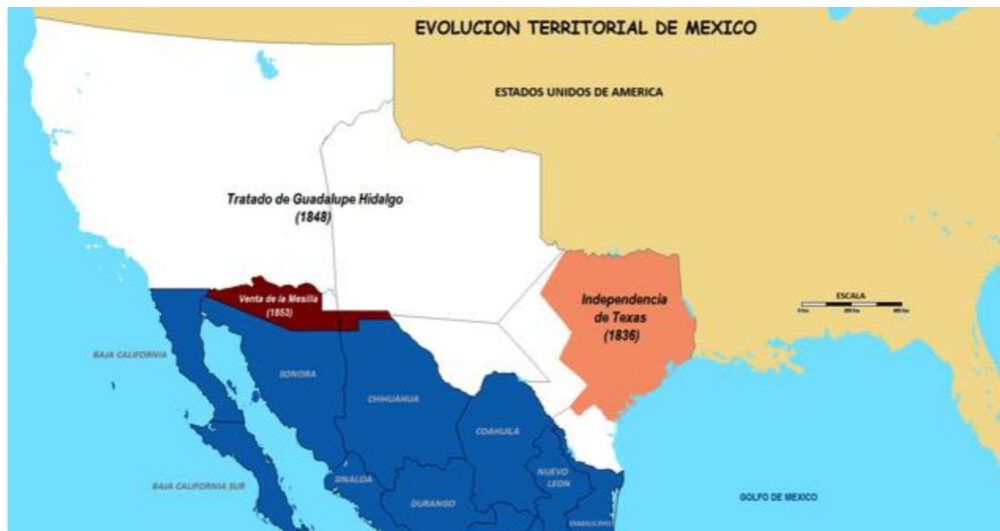 EVOLUCION TERRITORIAL DE MEXICO
ESTADOS UNIDOS DE AMERICA
Tratado de Guadalupe Hidalgo
(1848)
Venta de la Mesilla
(1853)
Independencia
de Texas
(1836)
ESCALA
BAJA CALIFORNIA
SONORA
CHIHUAHUA
COAHUILA
NUEVO
LEON
SINALOA
BAJA CALIFORNIA SUR
DURANGO
GOLFO DE MEXICO